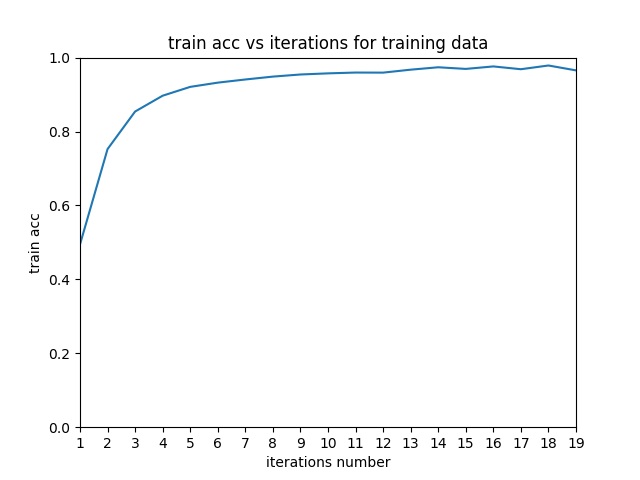 train acc vs iterations for training data
1.0
0.8
0.6
0.4
0.2
0.0
train acc
1 2 3 4 5 6 7 8 9 10 11 12 13 14 15 16 17 18 19
iterations number